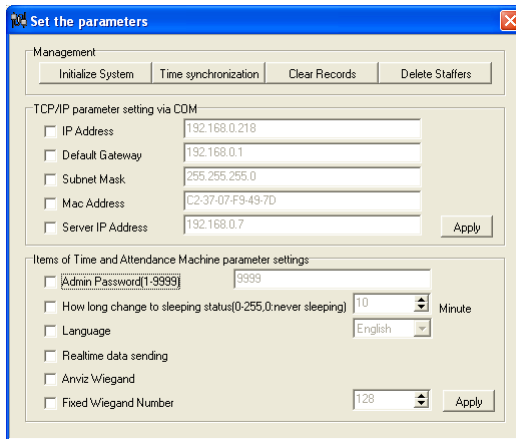 Set the parameters
Management
Initialize System Time synchronization Clear Records Delete Staffers
TCP/IP parameter setting via COM
IP Address 192.168.0.218
Default Gateway 192.168.0.1
Subnet Mask 255.255.255.0
Mac Address C2-37-07-F9-49-7D
Server IP Address 192.168.0.7 Apply
Items of Time and Attendance Machine parameter settings
Admin Password(1-9999) 9999
How long change to sleeping status(0-255,0:never sleeping) 10 Minute
Language English
Realtime data sending
Anviz Wiegand
Fixed Wiegand Number 128 Apply